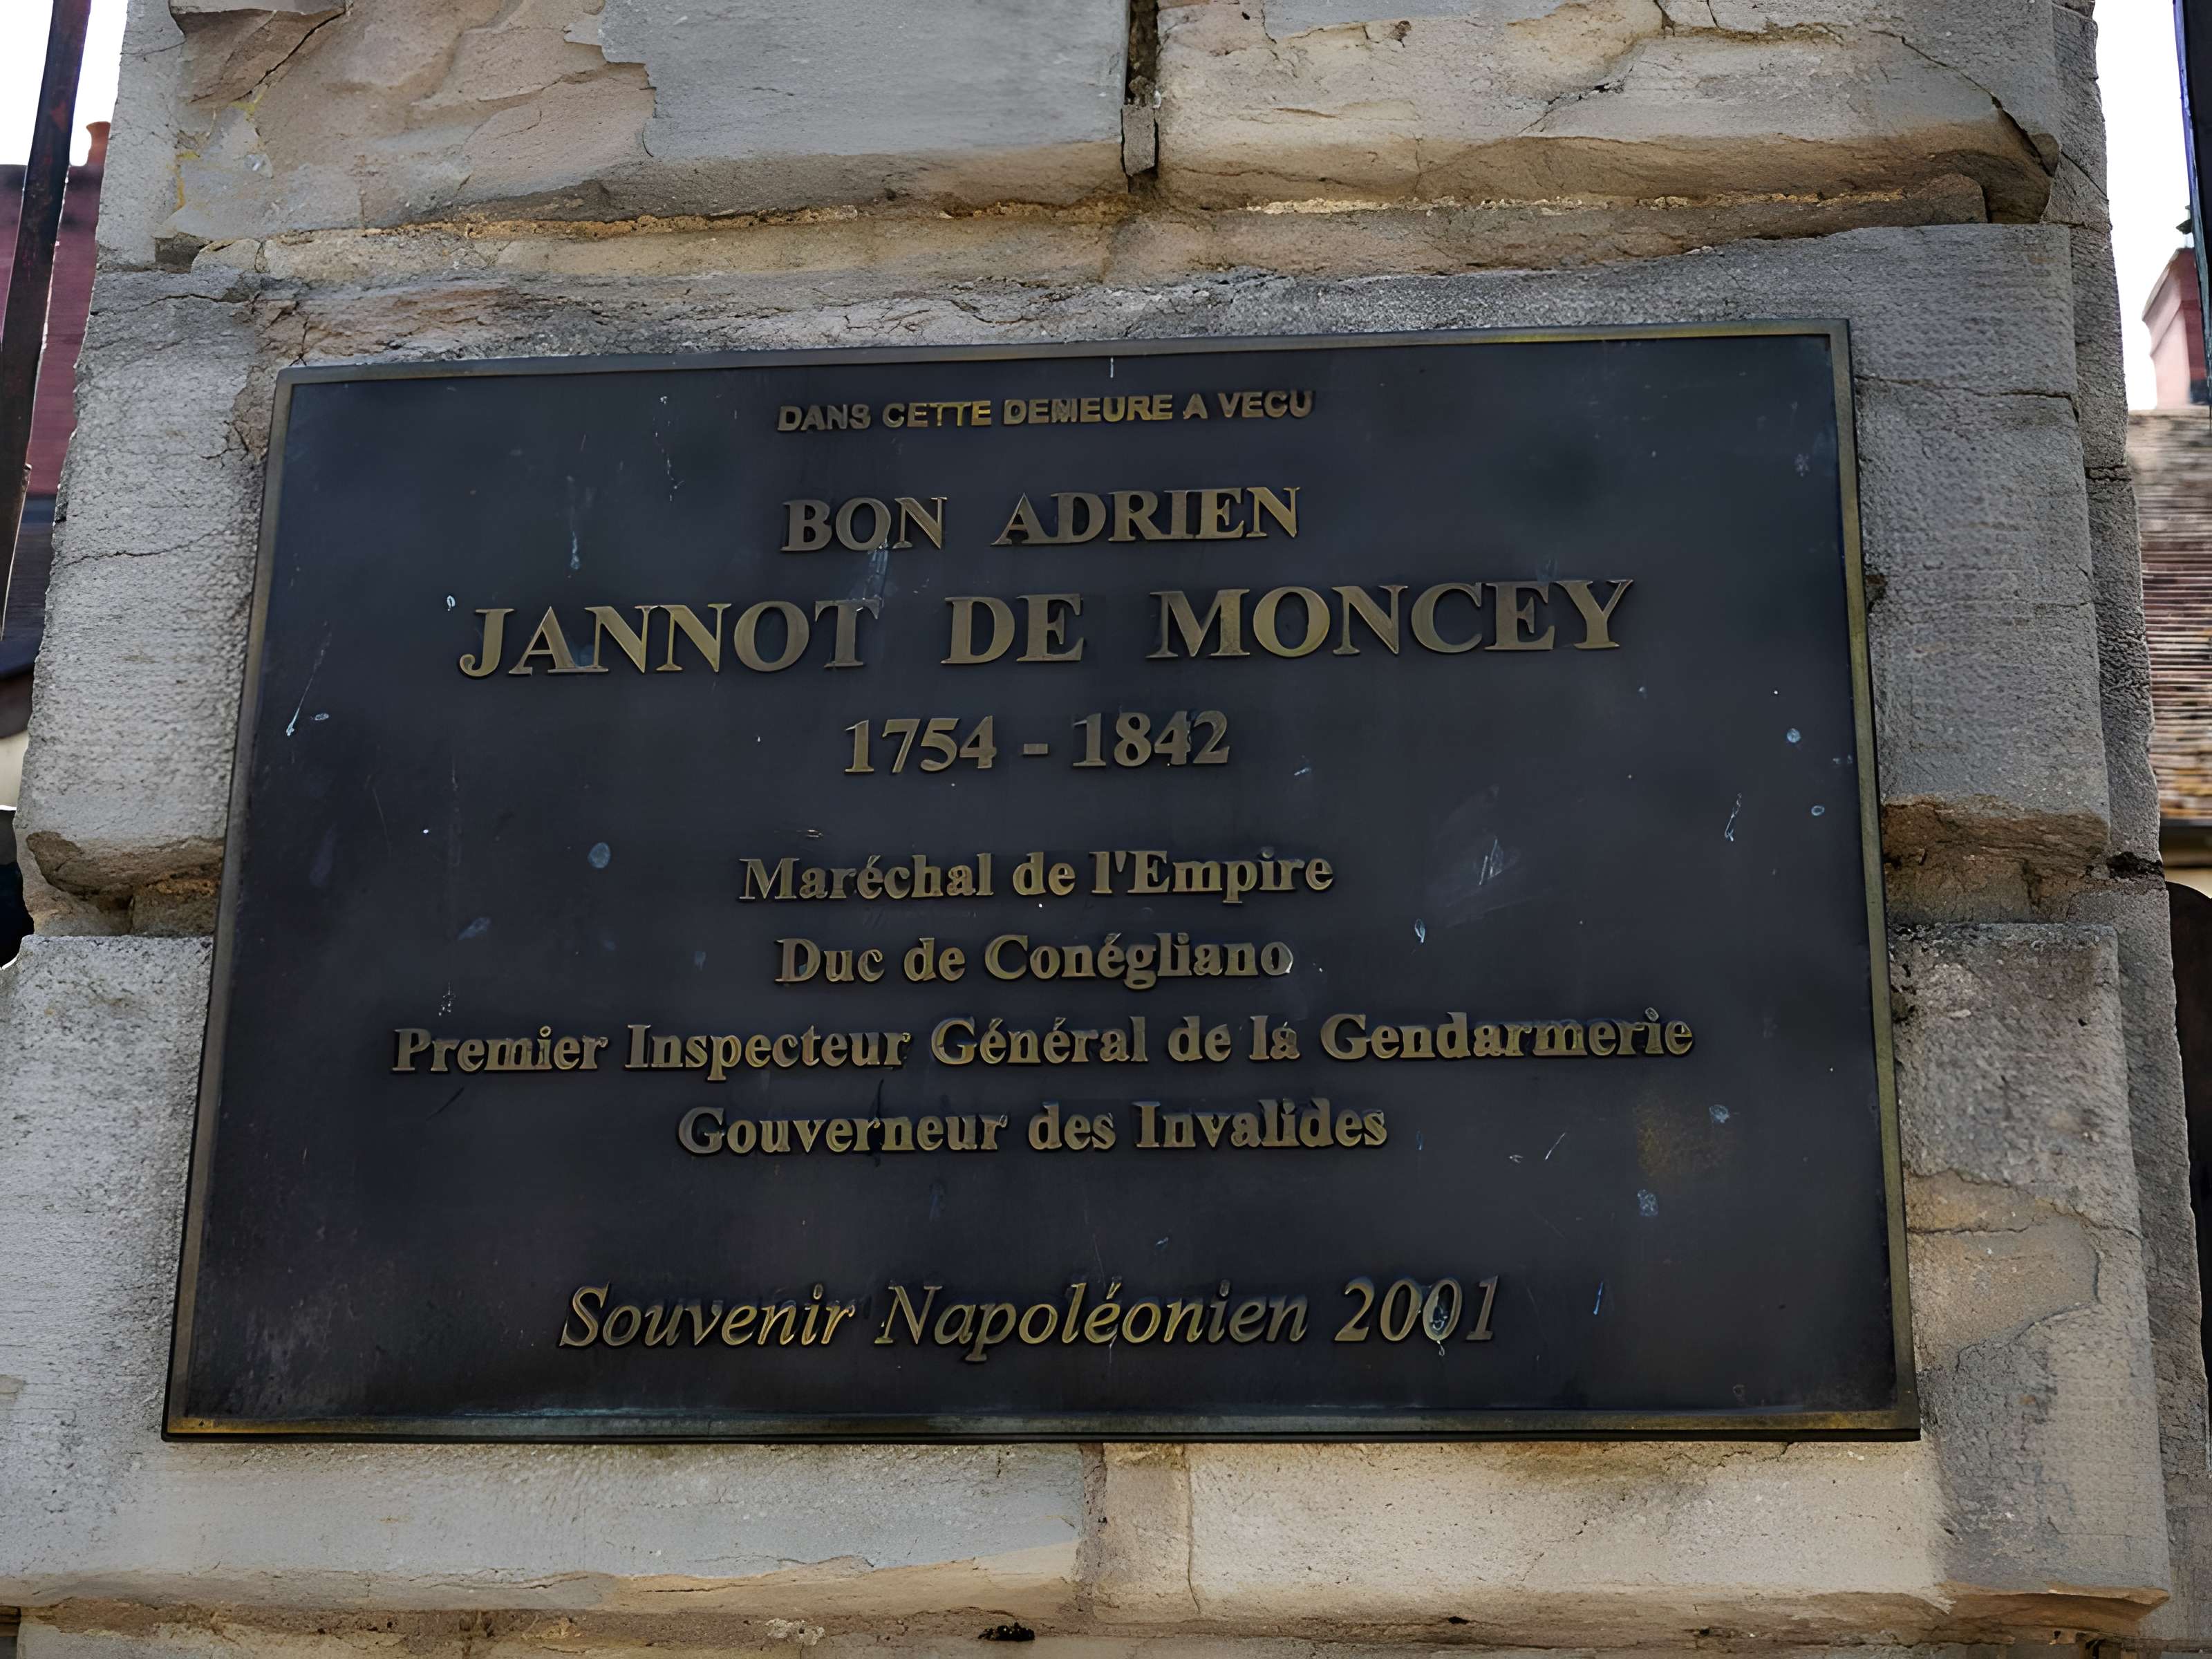 DANS CETTE DEMEURE A VECU
BON ADRIEN
JANNOT DE MONCEY
1754 - 1842
Maréchal de l'Empire
Duc de Conégliano
Premier Inspecteur Général de la Gendarmerie
Gouverneur des Invalides
Souvenir Napoléonien 2001